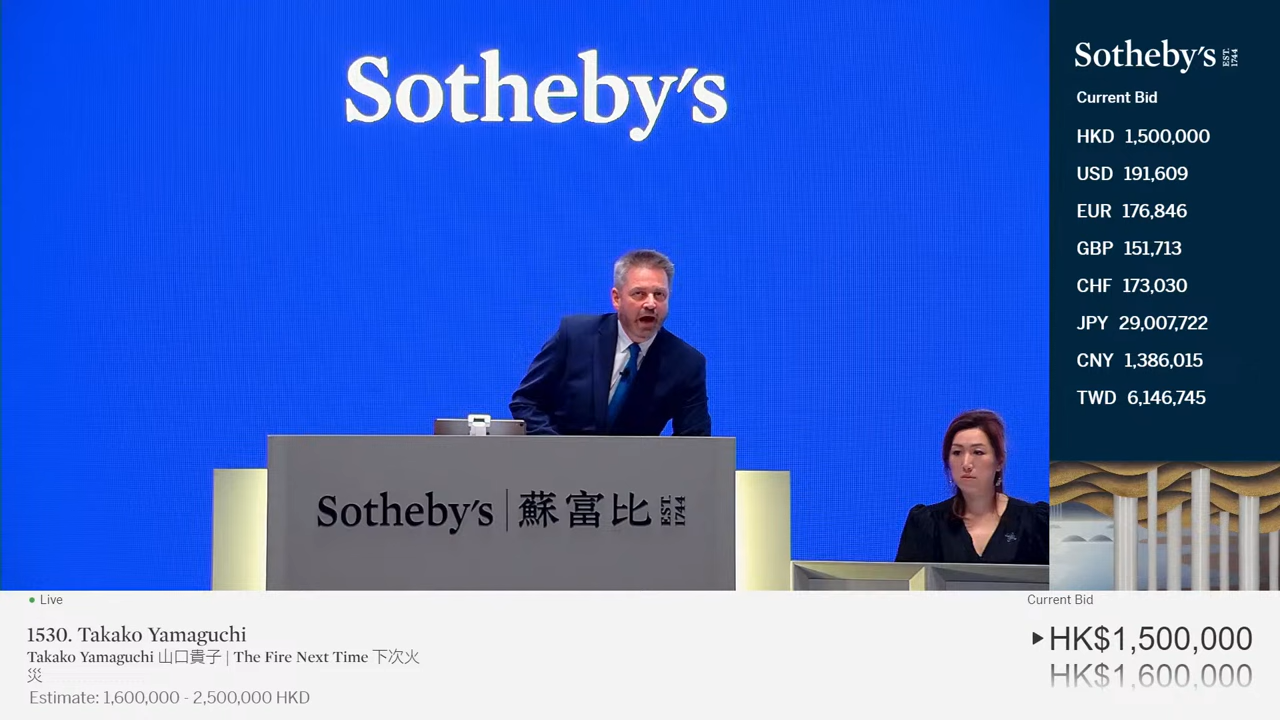 Sotheby's
Sotheby's | 蘇富比 EST. 1744
Sotheby's EST. 1744
Current Bid
HKD 1,500,000
USD 191,609
EUR 176,846
GBP 151,713
CHF 173,030
JPY 29,007,722
CNY 1,386,015
TWD 6,146,745
Live
1530. Takako Yamaguchi
Takako Yamaguchi 山口貴子 | The Fire Next Time 下次火
災
Estimate: 1,600,000 - 2,500,000 HKD
Current Bid
HK$1,500,000
HK$1,600,000